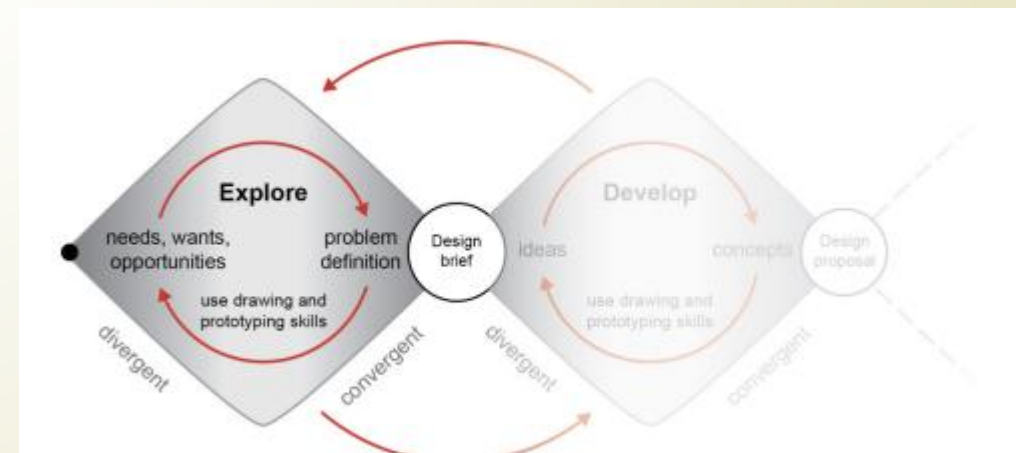 Explore
needs, wants,
opportunities
problem
definition
use drawing and
prototyping skills
divergent
convergent
Design
brief
Develop
ideas
concepts
use drawing and
prototyping skills
divergent
convergent
Design
proposal